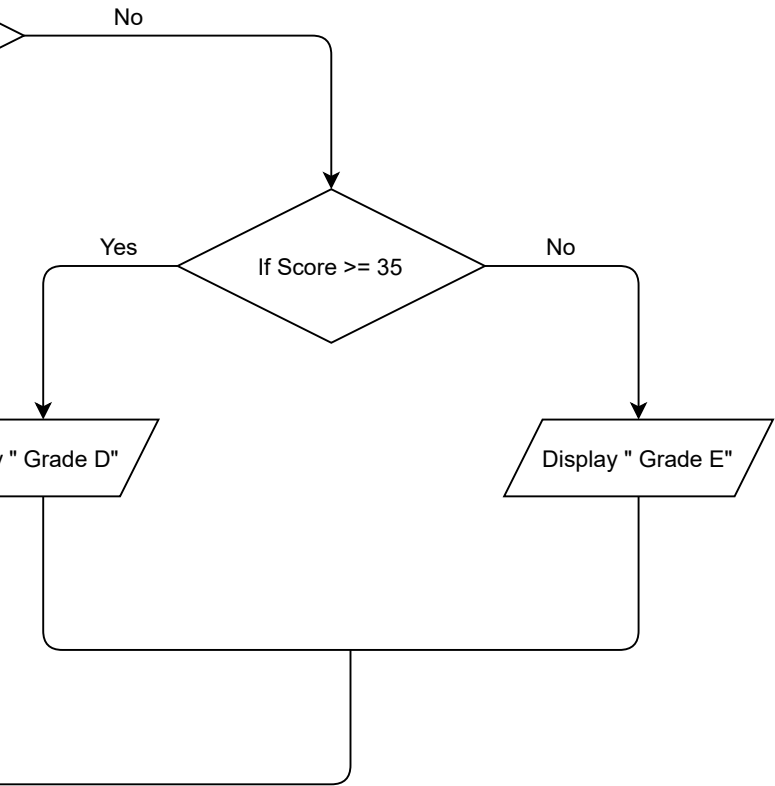 No
Yes
If Score >= 35
No
" Grade D"
Display " Grade E"